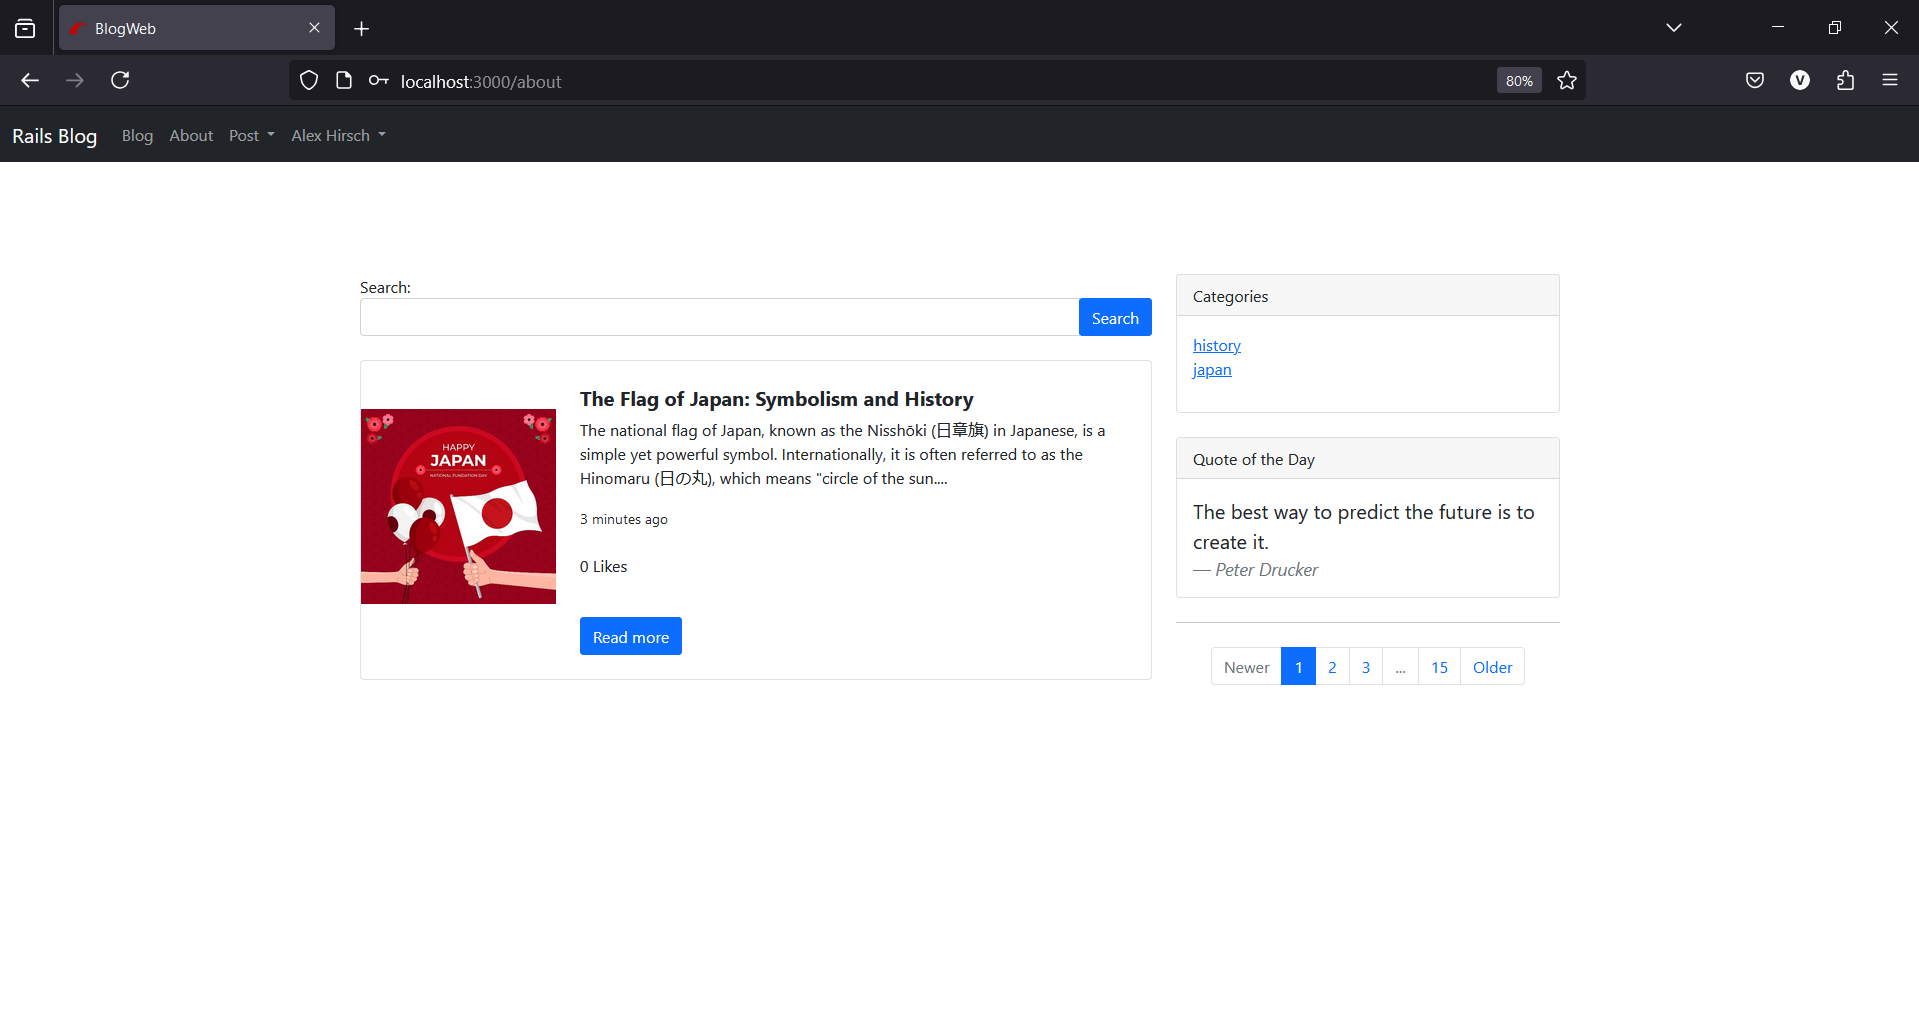 BlogWeb
localhost:3000/about
80%
V
Rails Blog Blog About Post Alex Hirsch
Search:
Search
HAPPY
JAPAN
NATIONAL FUNDATION DAY
The Flag of Japan: Symbolism and History
The national flag of Japan, known as the Nisshōki (日章旗) in Japanese, is a
simple yet powerful symbol. Internationally, it is often referred to as the
Hinomaru (日の丸), which means "circle of the sun....
3 minutes ago
0 Likes
Read more
Categories
history
japan
Quote of the Day
The best way to predict the future is to
create it.
— Peter Drucker
Newer 1 2 3 ... 15 Older